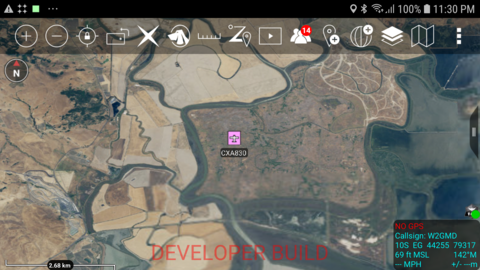 100% 11:30 PM
14
N
CXA830
NO GPS
Callsign: W2GMD
10S EG 44255 79317
69 ft MSL 142°M
--- MPH +/- ---m
DEVELOPER BUILD
2.68 km